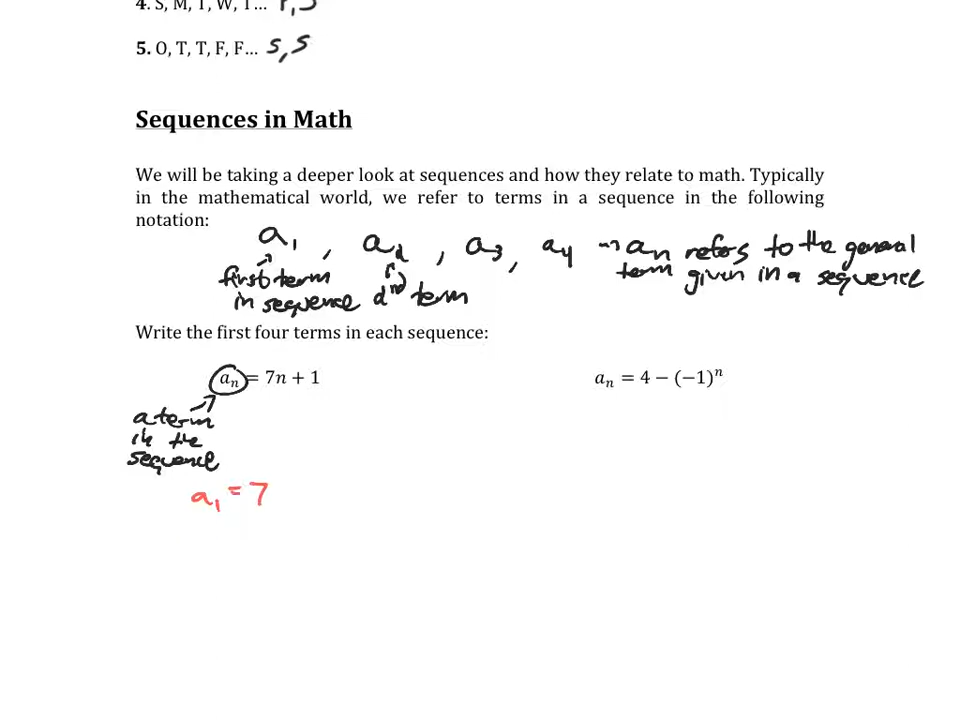 4. S, M, T, W, T...
5. O, T, T, F, F... S, S
Sequences in Math
We will be taking a deeper look at sequences and how they relate to math. Typically
in the mathematical world, we refer to terms in a sequence in the following
notation:
a₁ , a₂ , a₃ , a₄ → an refers to the general
first term
in sequence 2nd term
term given in a sequence
Write the first four terms in each sequence:
aₙ = 7n + 1
aₙ = 4 − (−1)ⁿ
a term
in the
sequence
a₁ = 7